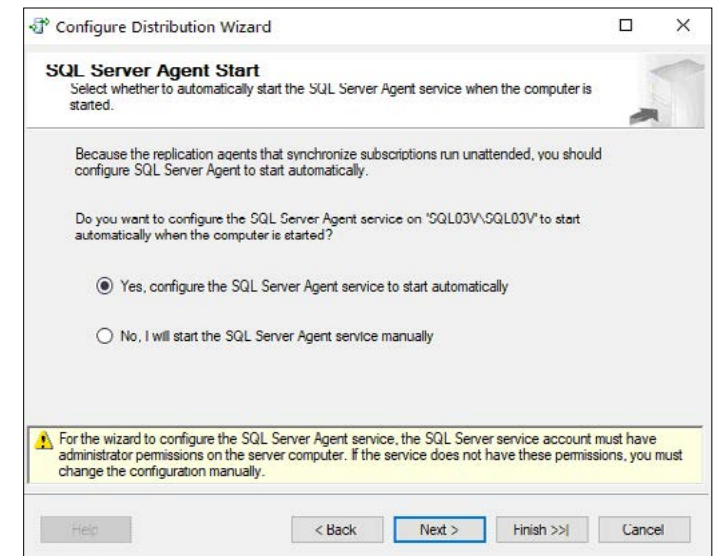 Configure Distribution Wizard
SQL Server Agent Start
Select whether to automatically start the SQL Server Agent service when the computer is
started.
Because the replication agents that synchronize subscriptions run unattended, you should
configure SQL Server Agent to start automatically.
Do you want to configure the SQL Server Agent service on 'SQL03V\SQL03V' to start
automatically when the computer is started?
Yes, configure the SQL Server Agent service to start automatically
No, I will start the SQL Server Agent service manually
For the wizard to configure the SQL Server Agent service, the SQL Server service account must have
administrator permissions on the server computer. If the service does not have these permissions, you must
change the configuration manually.
Help < Back Next > Finish >>| Cancel